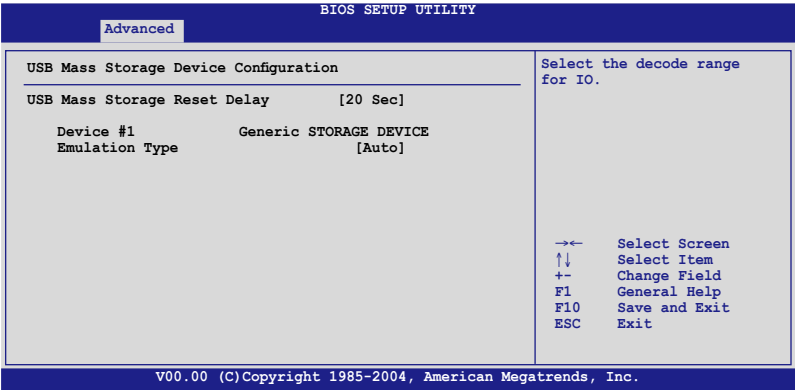 BIOS SETUP UTILITY
Advanced
USB Mass Storage Device Configuration
USB Mass Storage Reset Delay [20 Sec]
Device #1 Generic STORAGE DEVICE
Emulation Type [Auto]
Select the decode range
for IO.
→← Select Screen
↑↓ Select Item
+- Change Field
F1 General Help
F10 Save and Exit
ESC Exit
V00.00 (C)Copyright 1985-2004, American Megatrends, Inc.